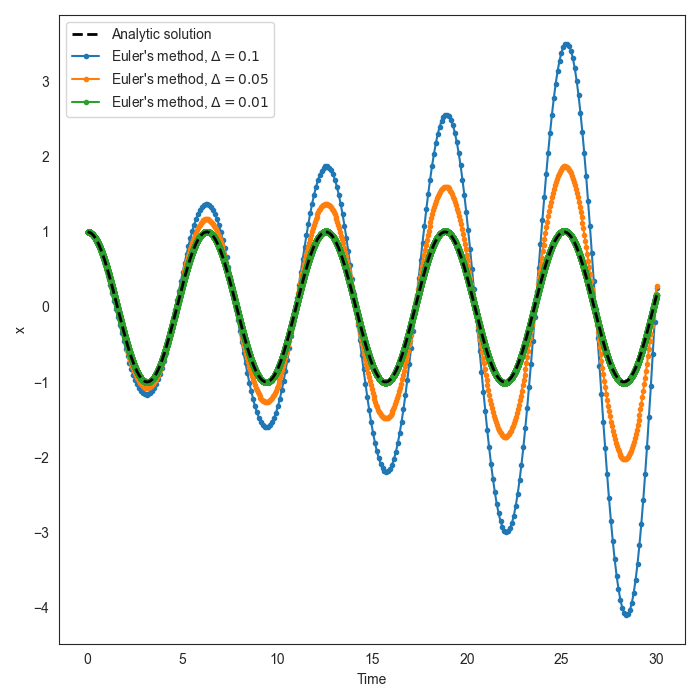 Analytic solution
Euler's method, Δ = 0.1
Euler's method, Δ = 0.05
Euler's method, Δ = 0.01
3
2
1
0
−1
−2
−3
−4
x
0 5 10 15 20 25 30
Time